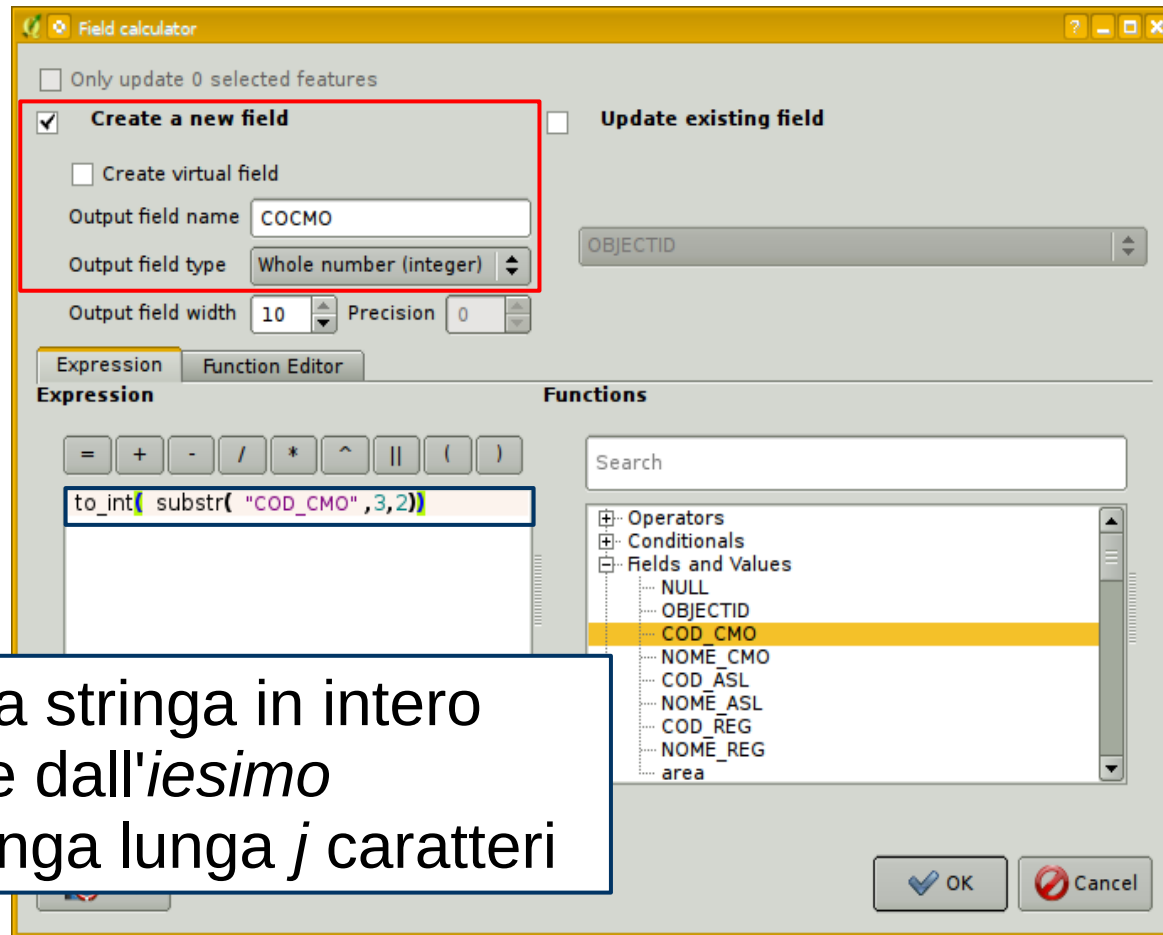 Field calculator
Only update 0 selected features
Create a new field
Update existing field
Create virtual field
Output field name COCMO
OBJECTID
Output field type Whole number (integer)
Output field width 10 Precision 0
Expression Function Editor
Expression Functions
= + - / * ^ || ( )
Search
to_int( substr( "COD_CMO",3,2))
Operators
Conditionals
Fields and Values
NULL
OBJECTID
COD_CMO
NOME_CMO
COD_ASL
NOME_ASL
COD_REG
NOME_REG
area
a stringa in intero
e dall'iesimo
nga lunga j caratteri
OK Cancel